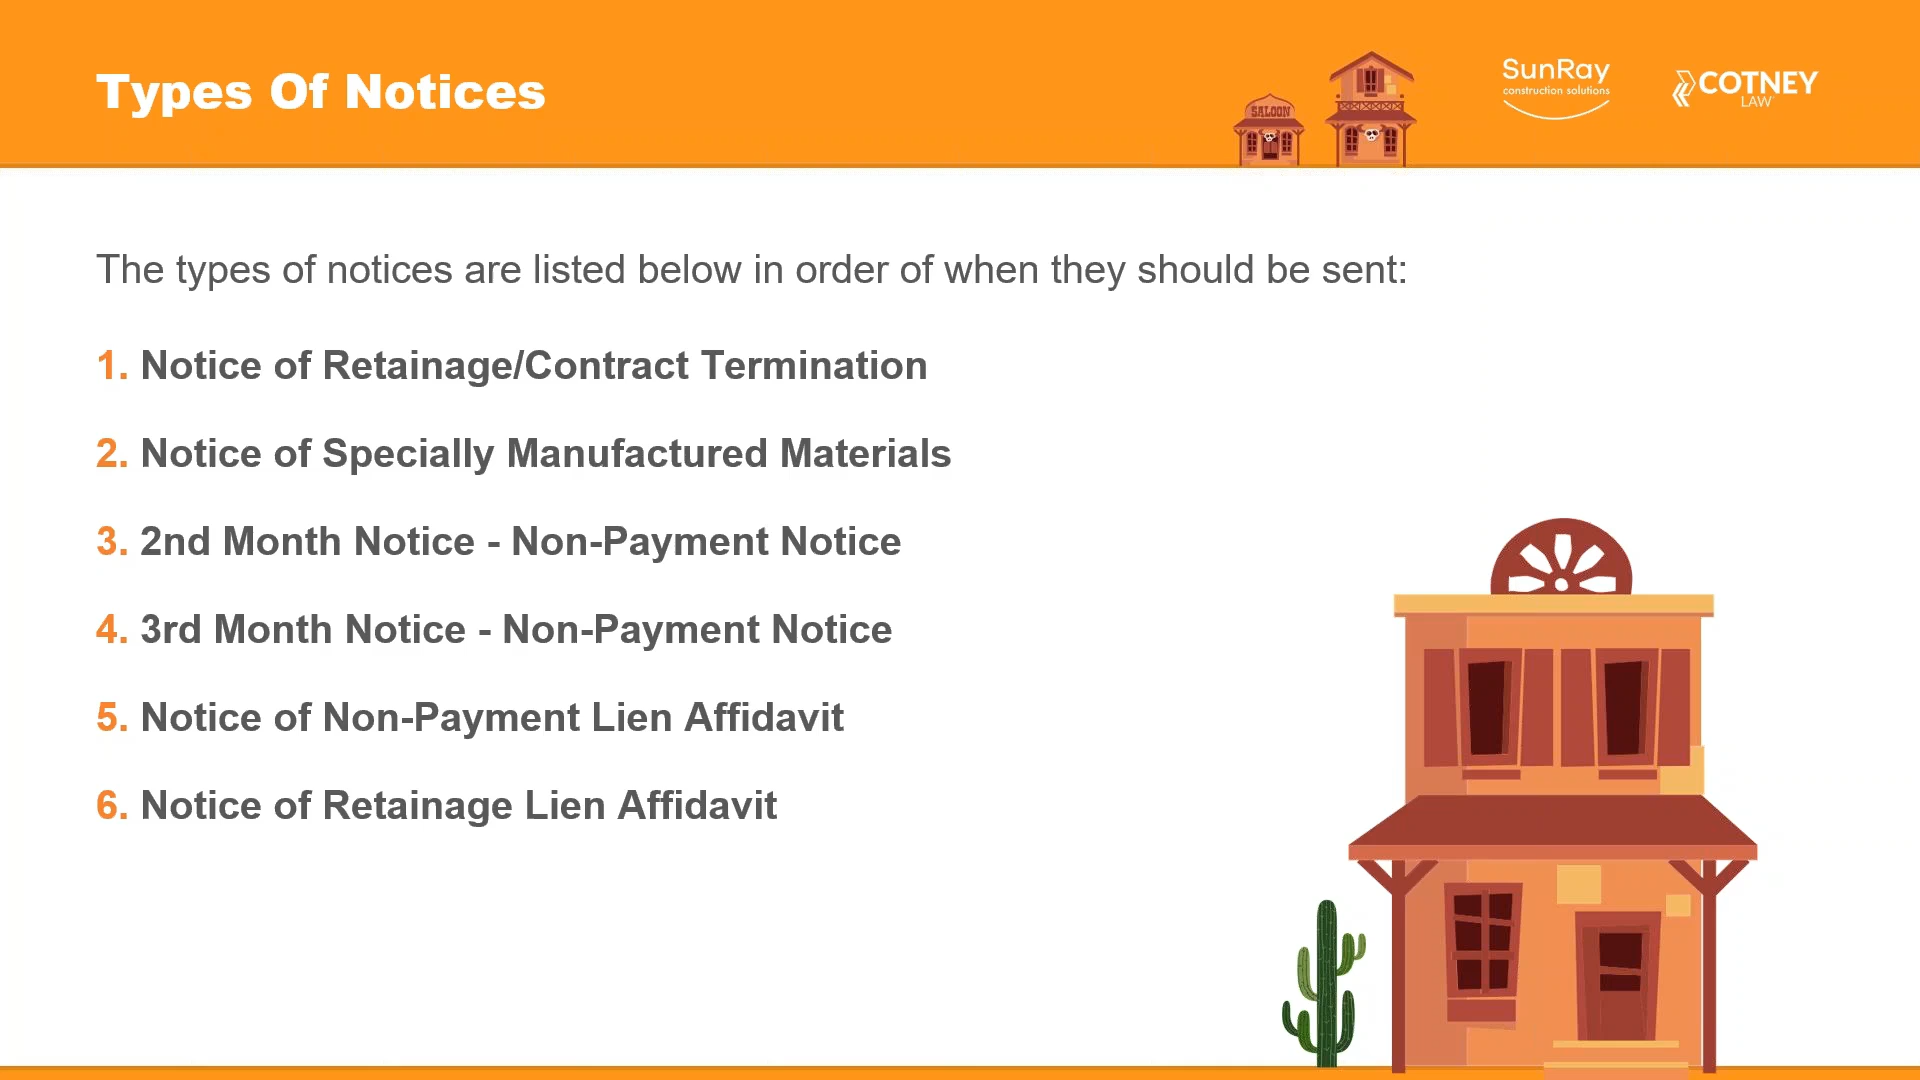 Types Of Notices
SALOON
SunRay
construction solutions
COTNEY
LAW
The types of notices are listed below in order of when they should be sent:
1. Notice of Retainage/Contract Termination
2. Notice of Specially Manufactured Materials
3. 2nd Month Notice - Non-Payment Notice
4. 3rd Month Notice - Non-Payment Notice
5. Notice of Non-Payment Lien Affidavit
6. Notice of Retainage Lien Affidavit